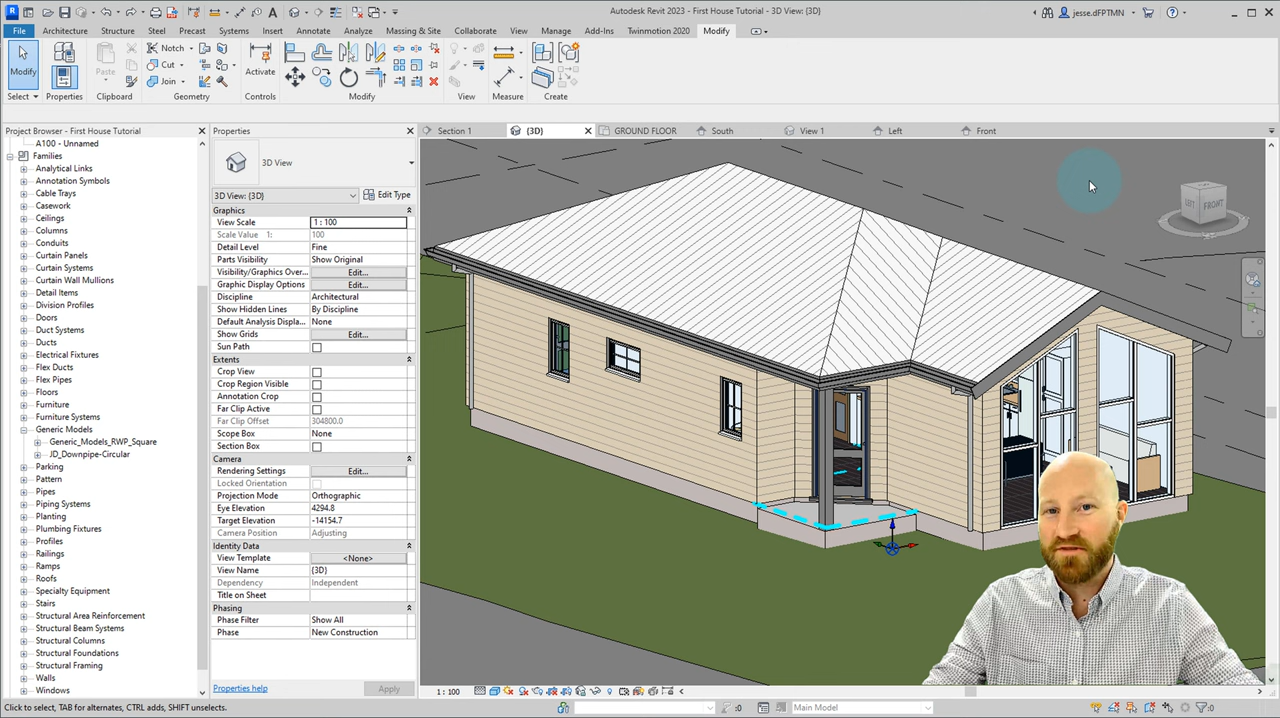 Autodesk Revit 2023 - First House Tutorial - 3D View: {3D}
jesse.dFPTMN
File Architecture Structure Steel Precast Systems Insert Annotate Analyze Massing & Site Collaborate View Manage Add-Ins Twinmotion 2020 Modify
Modify
Select
Properties
Paste
Clipboard
Notch
Cut
Join
Geometry
Activate
Controls
Modify
View
Measure
Create
Project Browser - First House Tutorial
A100 - Unnamed
Families
Analytical Links
Annotation Symbols
Cable Trays
Casework
Ceilings
Columns
Conduits
Curtain Panels
Curtain Systems
Curtain Wall Mullions
Detail Items
Division Profiles
Doors
Duct Systems
Ducts
Electrical Fixtures
Flex Ducts
Flex Pipes
Floors
Furniture
Furniture Systems
Generic Models
Generic_Models_RWP_Square
JD_Downpipe-Circular
Parking
Pattern
Pipes
Piping Systems
Planting
Plumbing Fixtures
Profiles
Railings
Ramps
Roofs
Specialty Equipment
Stairs
Structural Area Reinforcement
Structural Beam Systems
Structural Columns
Structural Foundations
Structural Framing
Walls
Windows
Properties
3D View
3D View: {3D} Edit Type
Graphics
View Scale 1 : 100
Scale Value 1: 100
Detail Level Fine
Parts Visibility Show Original
Visibility/Graphics Over... Edit...
Graphic Display Options Edit...
Discipline Architectural
Show Hidden Lines By Discipline
Default Analysis Displa... None
Show Grids Edit...
Sun Path
Extents
Crop View
Crop Region Visible
Annotation Crop
Far Clip Active
Far Clip Offset 304800.0
Scope Box None
Section Box
Camera
Rendering Settings Edit...
Locked Orientation
Projection Mode Orthographic
Eye Elevation 4294.8
Target Elevation -14154.7
Camera Position Adjusting
Identity Data
View Template <None>
View Name {3D}
Dependency Independent
Title on Sheet
Phasing
Phase Filter Show All
Phase New Construction
Properties help Apply
Section 1 {3D} GROUND FLOOR South View 1 Left Front
LEFT FRONT
1 : 100
Click to select, TAB for alternates, CTRL adds, SHIFT unselects.
:0
Main Model
:0